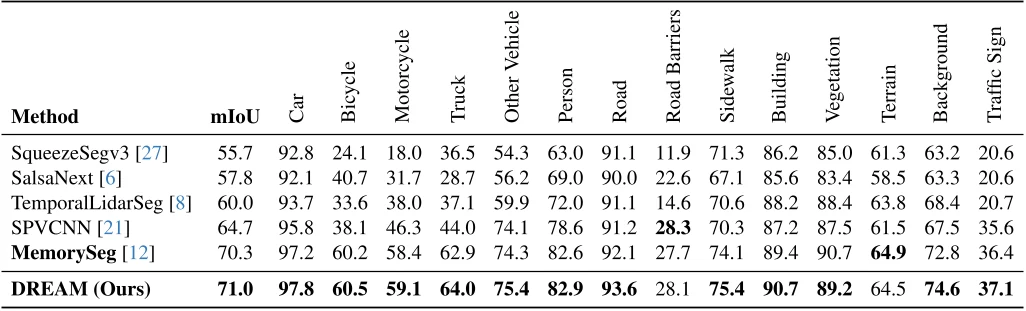 Method mIoU Car Bicycle Motorcycle Truck Other Vehicle Person Road Road Barriers Sidewalk Building Vegetation Terrain Background Traffic Sign
SqueezeSegv3 [27] 55.7 92.8 24.1 18.0 36.5 54.3 63.0 91.1 11.9 71.3 86.2 85.0 61.3 63.2 20.6
SalsaNext [6] 57.8 92.1 40.7 31.7 28.7 56.2 69.0 90.0 22.6 67.1 85.6 83.4 58.5 63.3 20.6
TemporalLidarSeg [8] 60.0 93.7 33.6 38.0 37.1 59.9 72.0 91.1 14.6 70.6 88.2 88.4 63.8 68.4 20.7
SPVCNN [21] 64.7 95.8 38.1 46.3 44.0 74.1 78.6 91.2 28.3 70.3 87.2 87.5 61.5 67.5 35.6
MemorySeg [12] 70.3 97.2 60.2 58.4 62.9 74.3 82.6 92.1 27.7 74.1 89.4 90.7 64.9 72.8 36.4
DREAM (Ours) 71.0 97.8 60.5 59.1 64.0 75.4 82.9 93.6 28.1 75.4 90.7 89.2 64.5 74.6 37.1